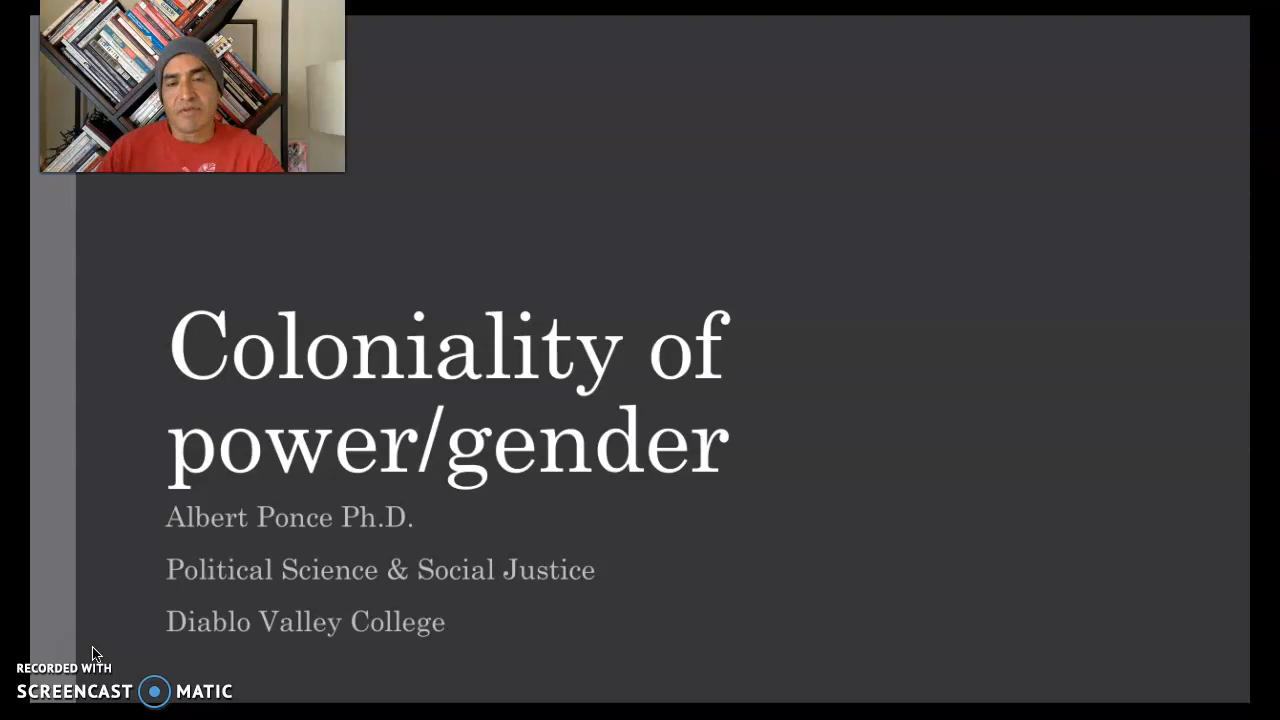 Coloniality of
power/gender
Albert Ponce Ph.D.
Political Science & Social Justice
Diablo Valley College
RECORDED WITH
SCREENCAST MATIC